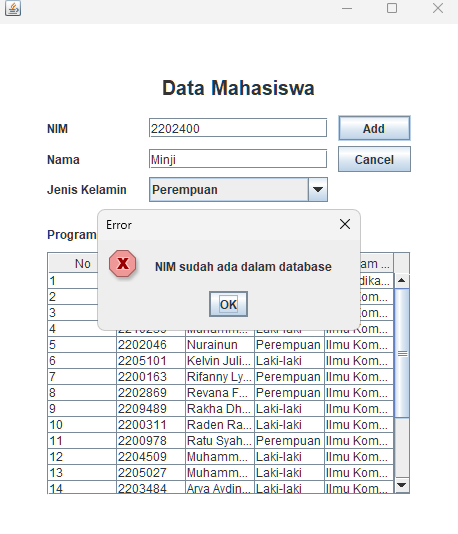 Data Mahasiswa
NIM 2202400 Add
Nama Minji Cancel
Jenis Kelamin Perempuan
Program
Error
NIM sudah ada dalam database
OK
No am ...
1 dika...
2 Kom...
3 Kom...
4 2210239 Muhamm... Laki-laki Ilmu Kom...
5 2202046 Nurainun Perempuan Ilmu Kom...
6 2205101 Kelvin Juli... Laki-laki Ilmu Kom...
7 2200163 Rifanny Ly... Perempuan Ilmu Kom...
8 2202869 Revana F... Perempuan Ilmu Kom...
9 2209489 Rakha Dh... Laki-laki Ilmu Kom...
10 2200311 Raden Ra... Laki-laki Ilmu Kom...
11 2200978 Ratu Syah... Perempuan Ilmu Kom...
12 2204509 Muhamm... Laki-laki Ilmu Kom...
13 2205027 Muhamm... Laki-laki Ilmu Kom...
14 2203484 Arya Aydin... Laki-laki Ilmu Kom...